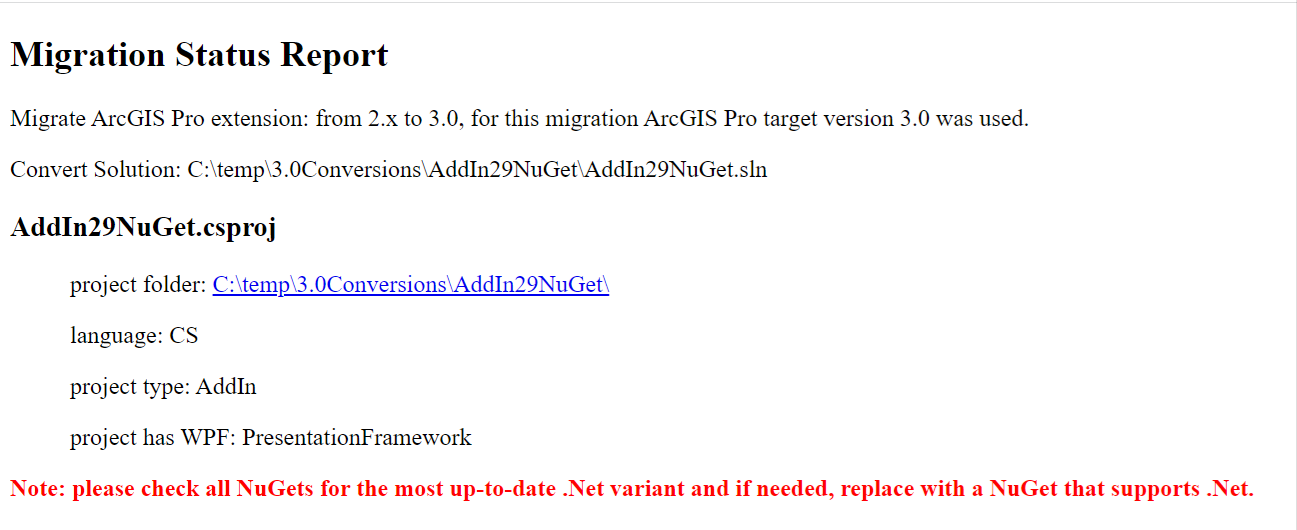 Migration Status Report
Migrate ArcGIS Pro extension: from 2.x to 3.0, for this migration ArcGIS Pro target version 3.0 was used.
Convert Solution: C:\temp\3.0Conversions\AddIn29NuGet\AddIn29NuGet.sln
AddIn29NuGet.csproj
project folder: C:\temp\3.0Conversions\AddIn29NuGet\
language: CS
project type: AddIn
project has WPF: PresentationFramework
Note: please check all NuGets for the most up-to-date .Net variant and if needed, replace with a NuGet that supports .Net.